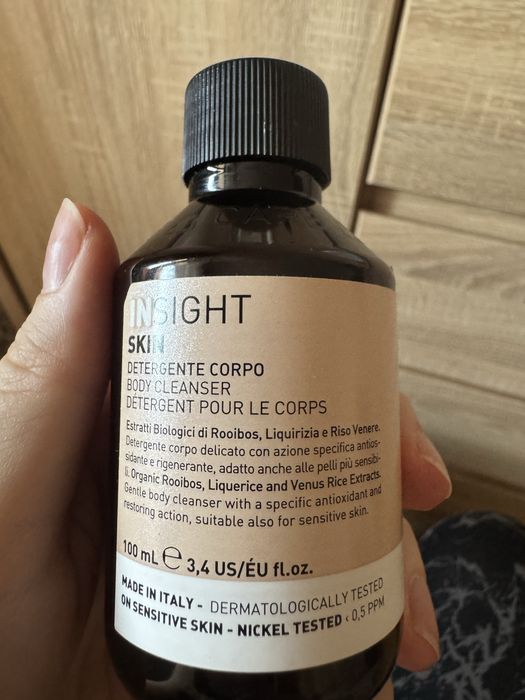 INSIGHT
SKIN
DETERGENTE CORPO
BODY CLEANSER
DÉTERGENT POUR LE CORPS
Estratti Biologici di Rooibos, Liquirizia e Riso Venere.
Detergente corpo delicato con azione specifica antios-
sidante e rigenerante, adatto anche alle pelli più sensibi-
li. Organic Rooibos, Liquerice and Venus Rice Extracts.
Gentle body cleanser with a specific antioxidant and
restoring action, suitable also for sensitive skin.
100 mL ℮ 3,4 US/ÉU fl.oz.
MADE IN ITALY - DERMATOLOGICALLY TESTED
ON SENSITIVE SKIN - NICKEL TESTED < 0,5 PPM